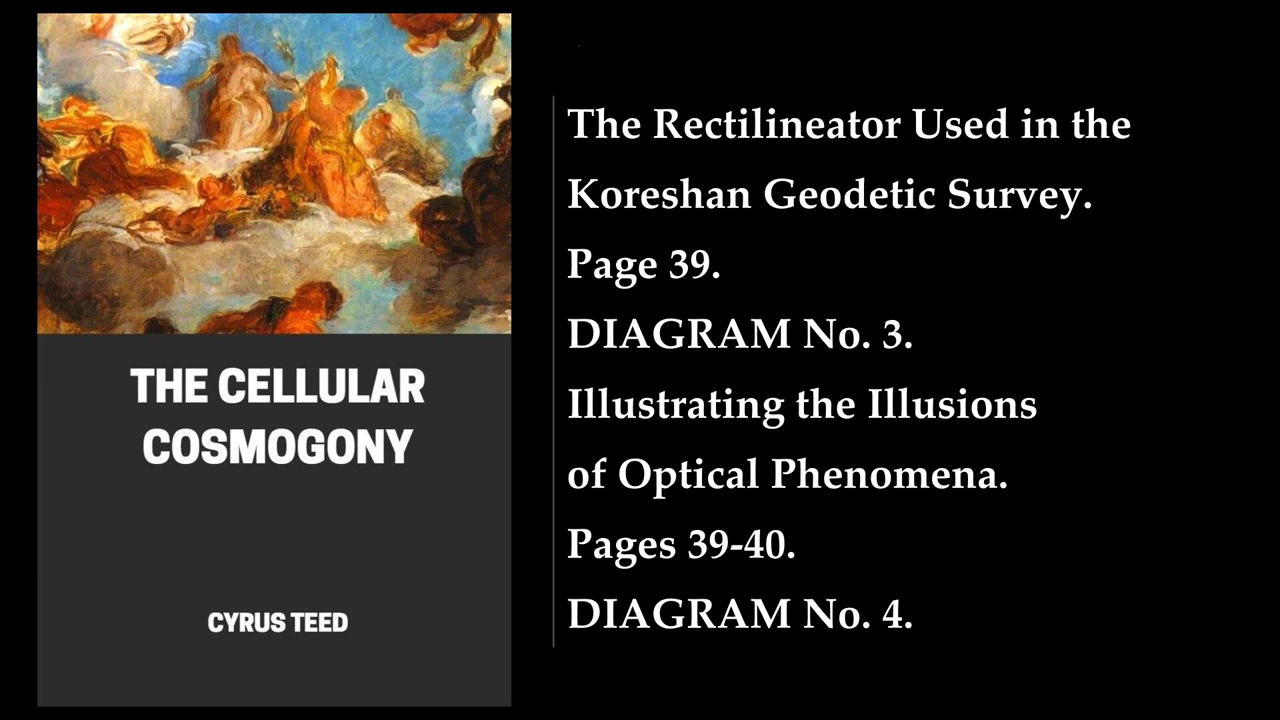 THE CELLULAR
COSMOGONY
CYRUS TEED
The Rectilineator Used in the
Koreshan Geodetic Survey.
Page 39.
DIAGRAM No. 3.
Illustrating the Illusions
of Optical Phenomena.
Pages 39-40.
DIAGRAM No. 4.